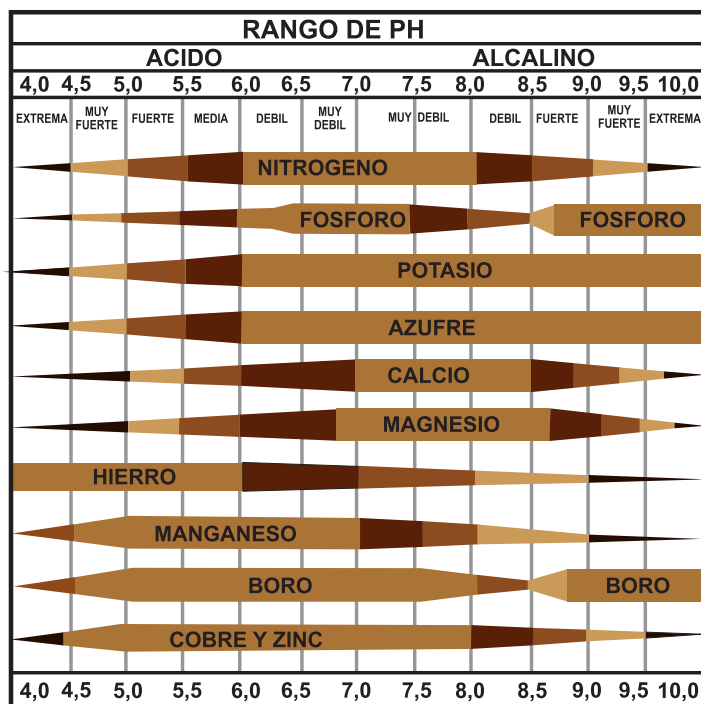 RANGO DE PH
ACIDO ALCALINO
4,0 4,5 5,0 5,5 6,0 6,5 7,0 7,5 8,0 8,5 9,0 9,5 10,0
EXTREMA MUY FUERTE FUERTE MEDIA DEBIL MUY DEBIL MUY DEBIL DEBIL FUERTE MUY FUERTE EXTREMA
NITROGENO
FOSFORO FOSFORO
POTASIO
AZUFRE
CALCIO
MAGNESIO
HIERRO
MANGANESO
BORO BORO
COBRE Y ZINC
4,0 4,5 5,0 5,5 6,0 6,5 7,0 7,5 8,0 8,5 9,0 9,5 10,0